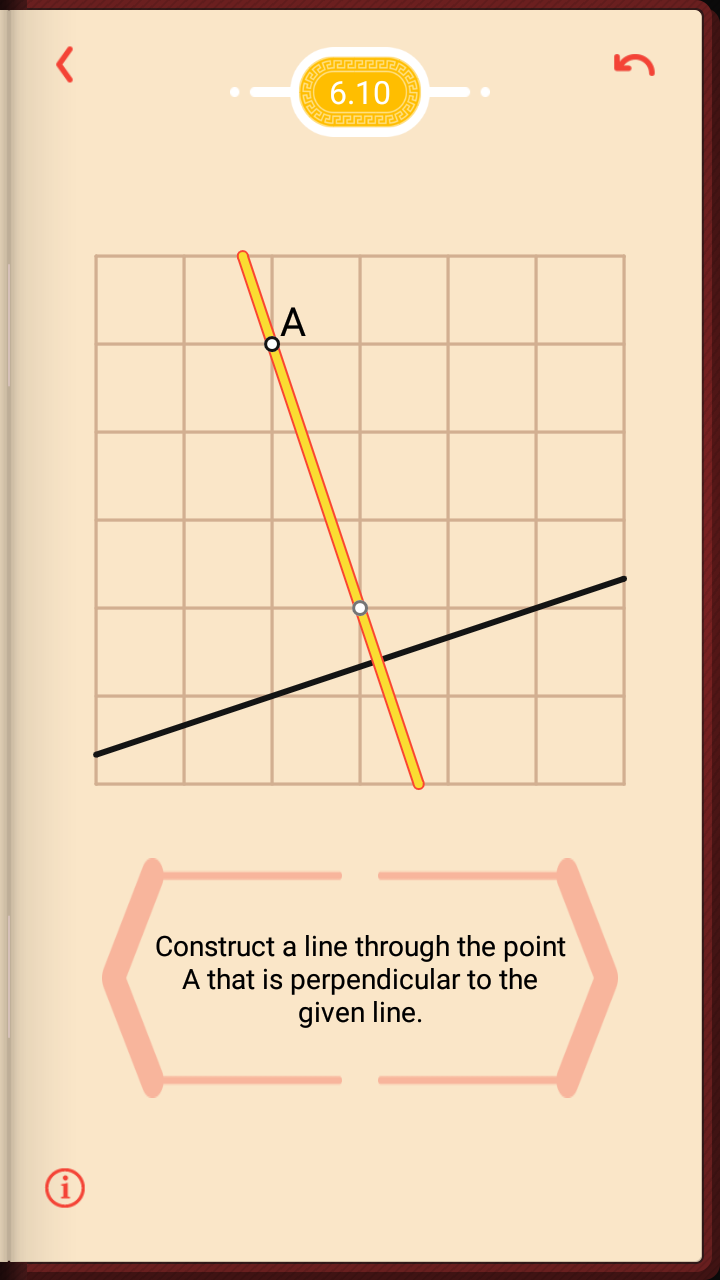 6.10
A
Construct a line through the point
A that is perpendicular to the
given line.
i